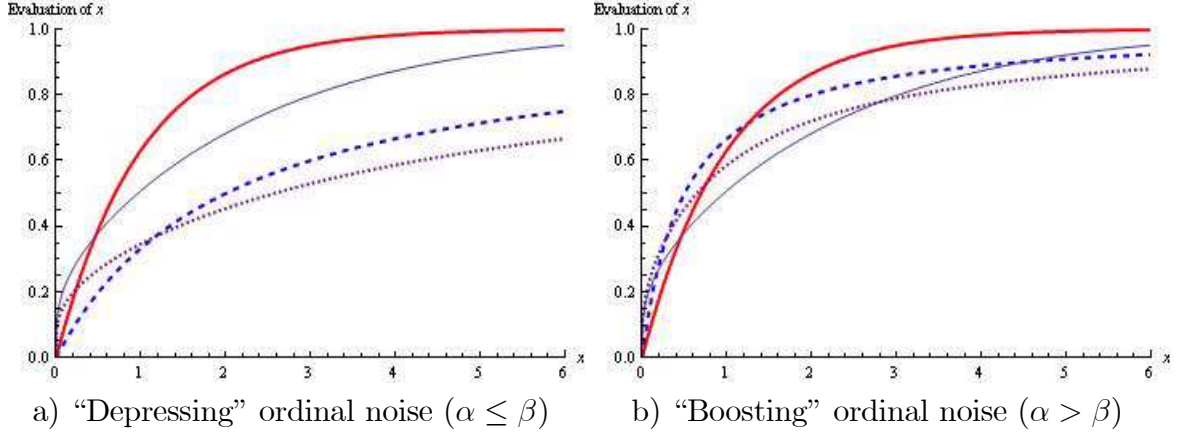 Evaluation of x Evaluation of x
1.0 1.0
0.8 0.8
0.6 0.6
0.4 0.4
0.2 0.2
0.0 x 0.0 x
0 1 2 3 4 5 6 0 1 2 3 4 5 6
a) “Depressing” ordinal noise (α ≤ β) b) “Boosting” ordinal noise (α > β)